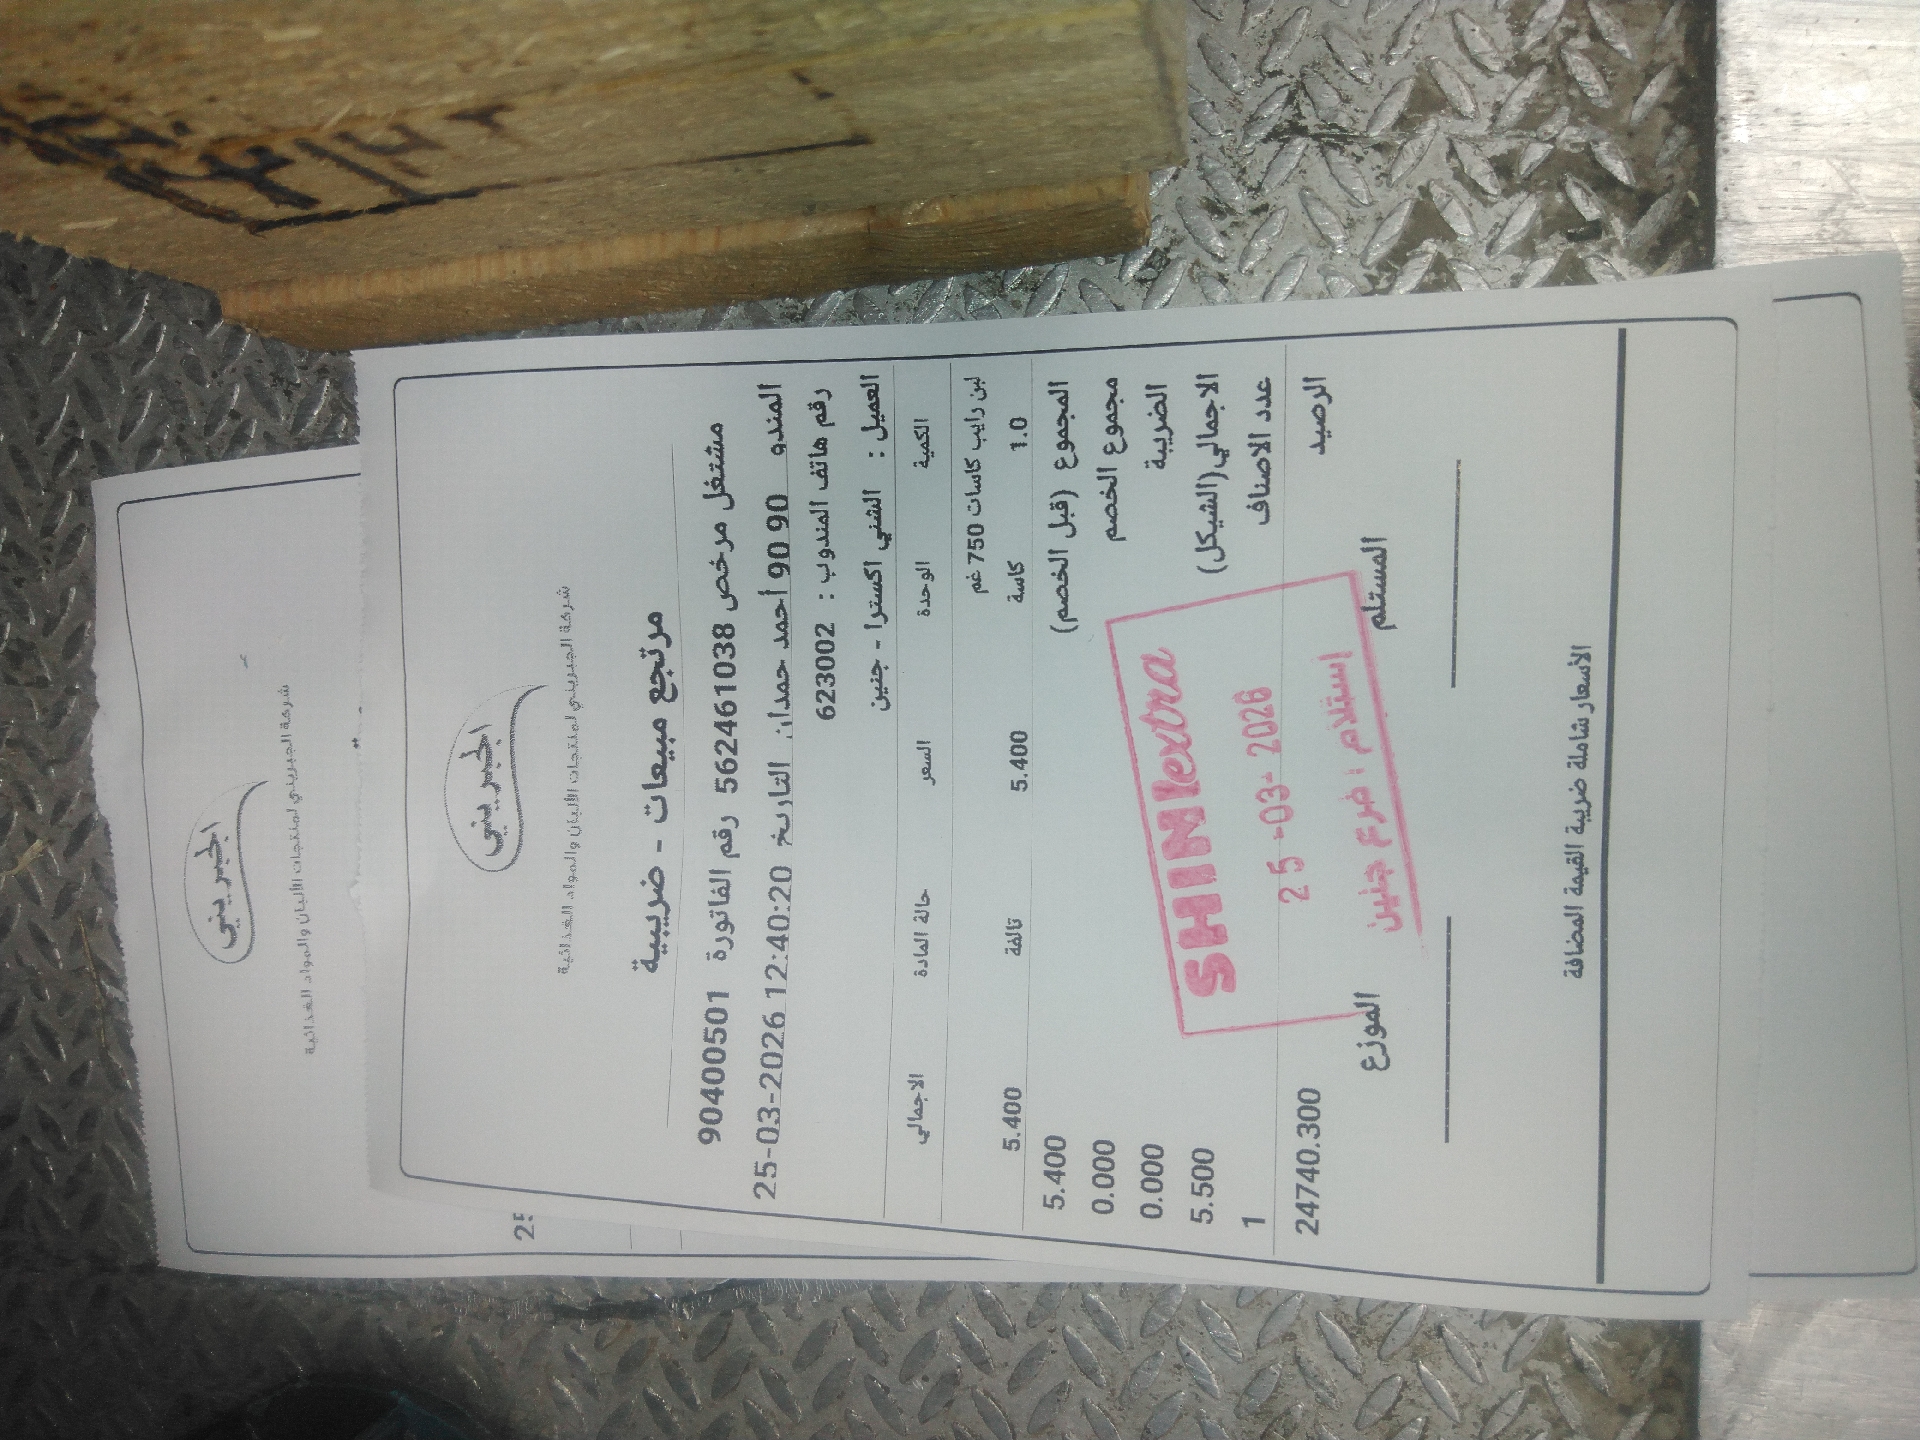 الجبريني
شركة الجبريني لمنتجات الألبان والمواد الغذائية
25
الجبريني
شركة الجبريني لمنتجات الألبان والمواد الغذائية
مرتجع مبيعات - ضريبية
مشتغل مرخص 562461038 رقم الفاتورة 90400501
المندو 90 90 أحمد حمدان: التاريخ 12:40:20 25-03-2026
رقم هاتف المندوب : 623002
العميل : الشني اكسترا - جنين
الكمية الوحدة السعر حالة المادة الاجمالي
لبن رايب كاسات 750 غم
1.0 كاسة 5.400 تالفة 5.400
المجموع (قبل الخصم) 5.400
مجموع الخصم 0.000
الضريبة 0.000
الاجمالي(الشيكل) 5.500
عدد الاصناف 1
الرصيد 24740.300
SHINI extra
25-03-2026
إستلام فرع جنين
المستلم الموزع
الأسعار شاملة ضريبة القيمة المضافة